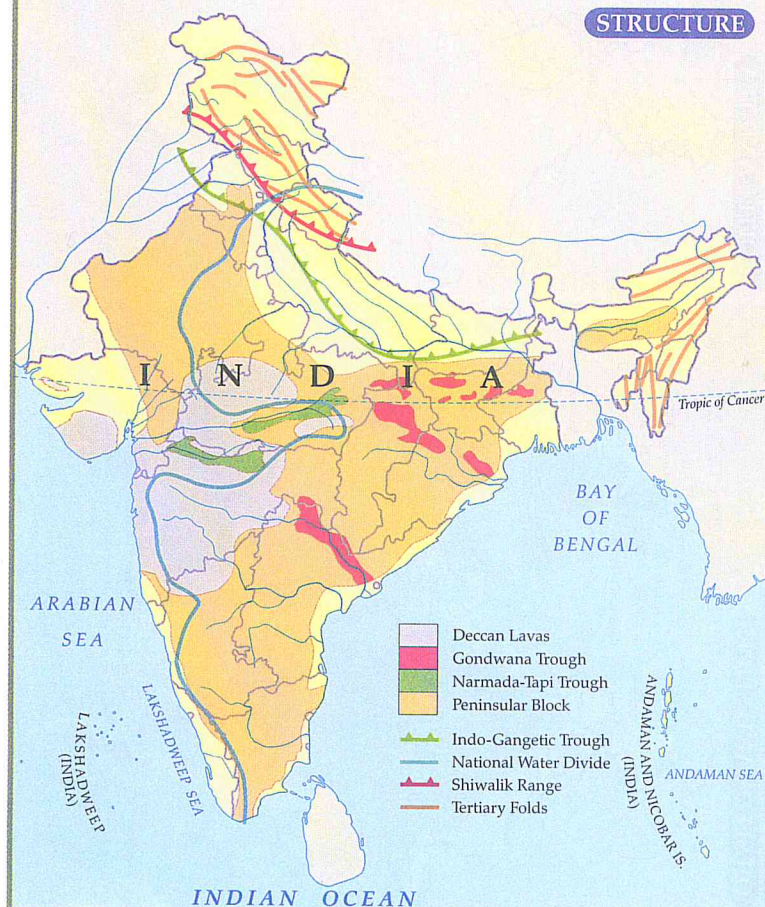 STRUCTURE
I N D I A
Tropic of Cancer
BAY
OF
BENGAL
ARABIAN
SEA
Deccan Lavas
Gondwana Trough
Narmada-Tapi Trough
Peninsular Block
Indo-Gangetic Trough
National Water Divide
Shiwalik Range
Tertiary Folds
LAKSHADWEEP
(INDIA)
LAKSHADWEEP SEA
ANDAMAN AND NICOBAR IS.
(INDIA)
ANDAMAN SEA
INDIAN OCEAN